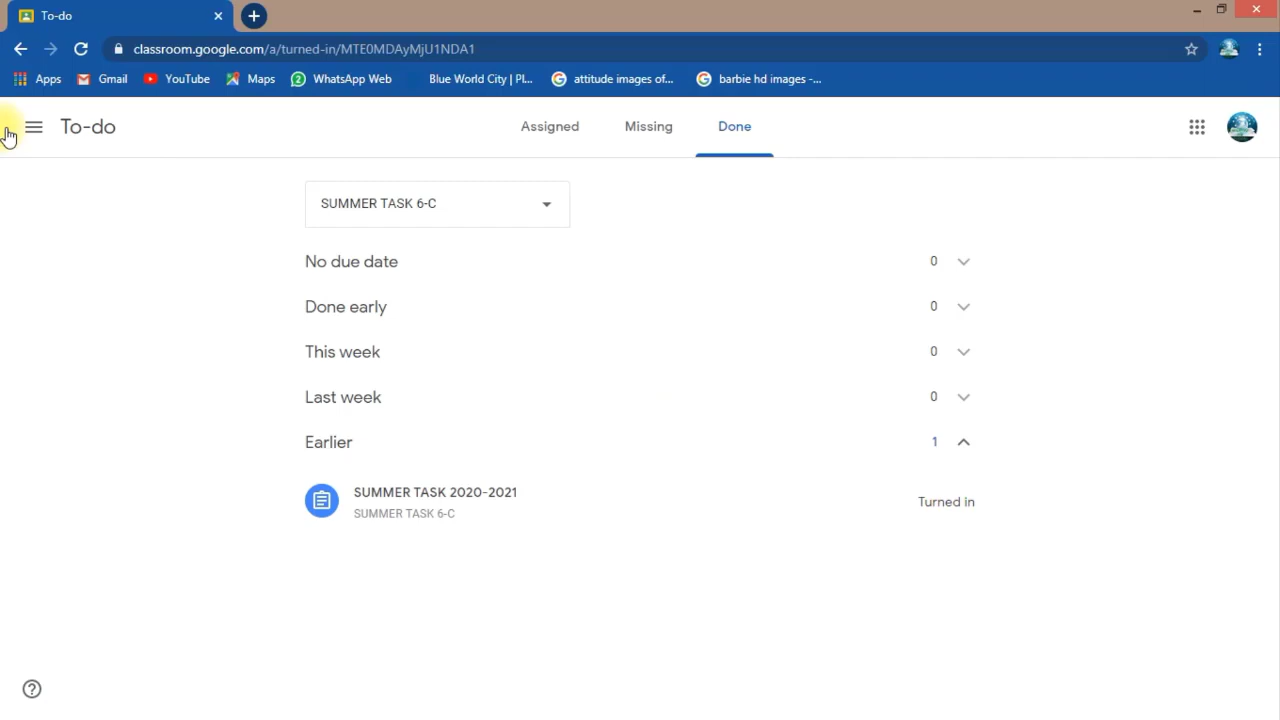 To-do
classroom.google.com/a/turned-in/MTE0MDAyMjU1NDA1
Apps Gmail YouTube Maps WhatsApp Web Blue World City | Pl... attitude images of... barbie hd images -...
To-do Assigned Missing Done
SUMMER TASK 6-C
No due date 0
Done early 0
This week 0
Last week 0
Earlier 1
SUMMER TASK 2020-2021
SUMMER TASK 6-C
Turned in